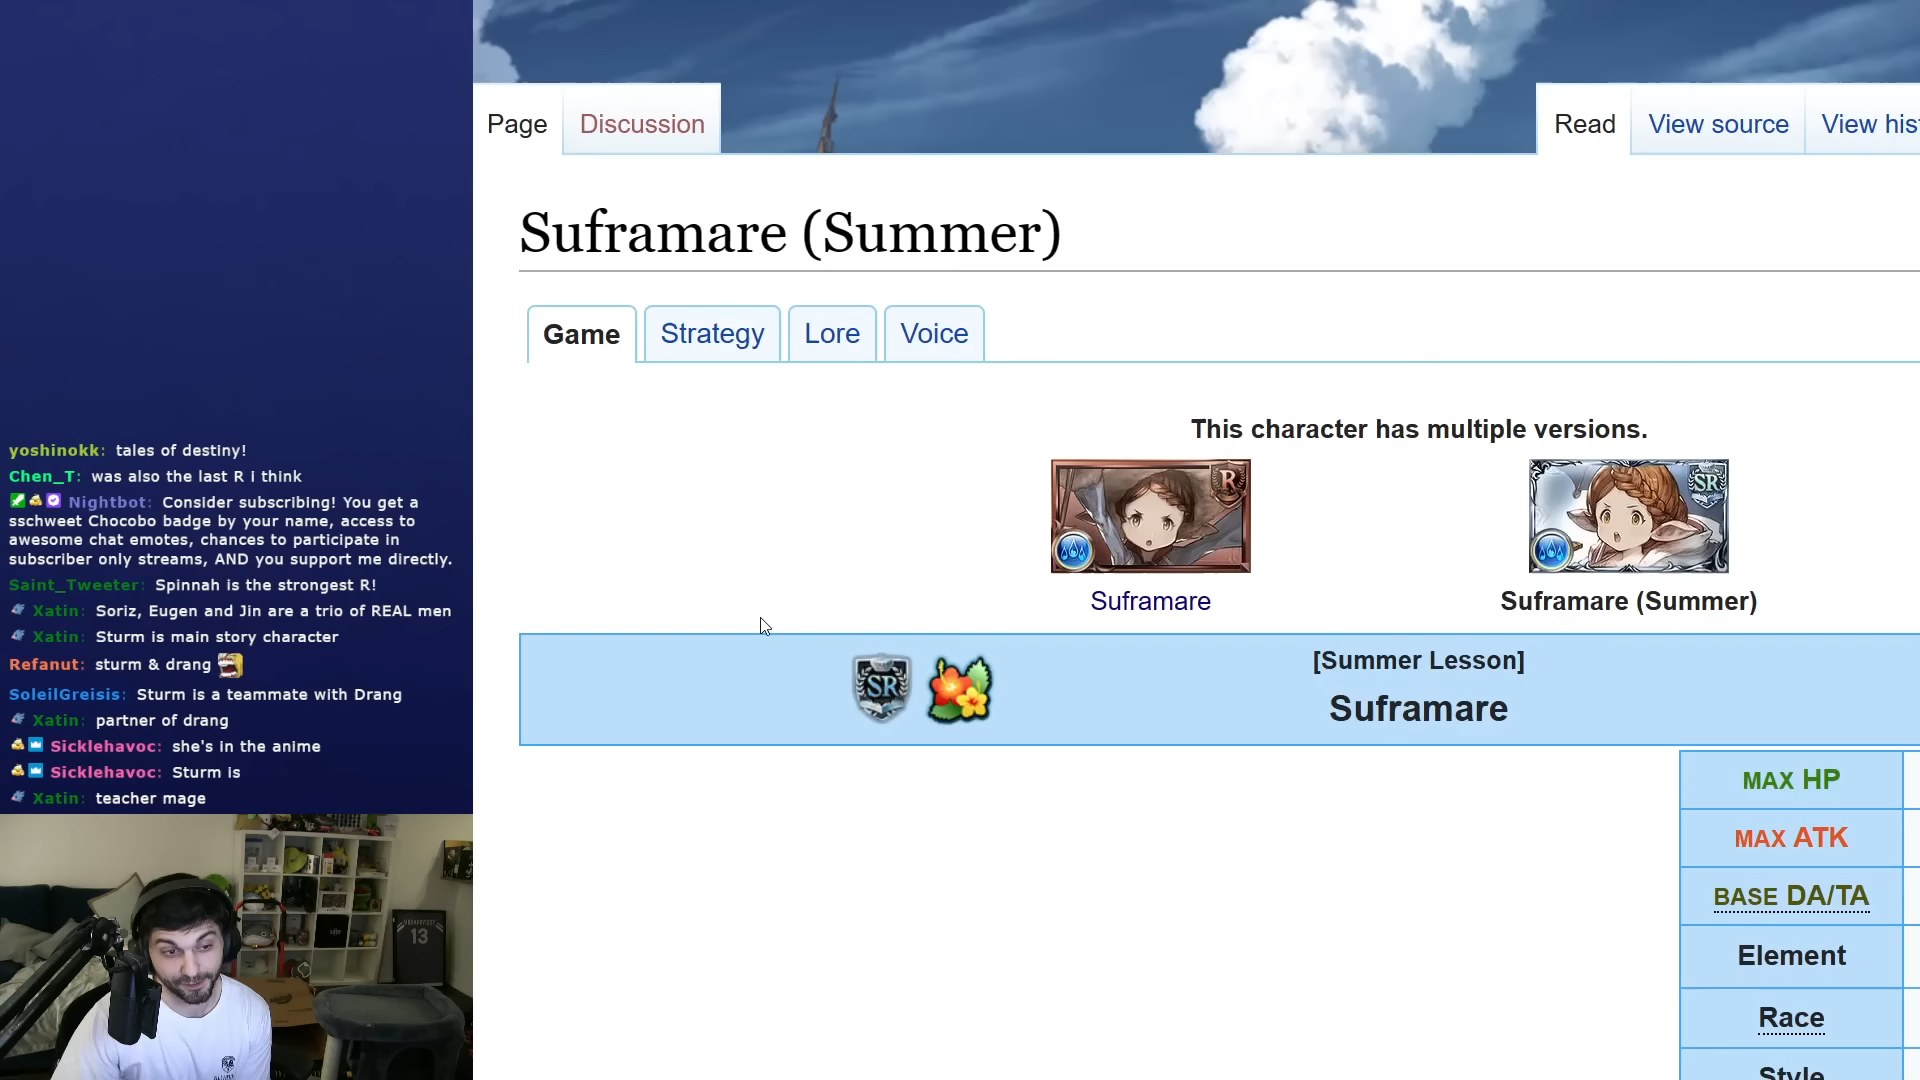 Page
Discussion
Read
View source
View his
Suframare (Summer)
Game
Strategy
Lore
Voice
This character has multiple versions.
R
SR
Suframare
Suframare (Summer)
SR
[Summer Lesson]
Suframare
MAX HP
MAX ATK
BASE DA/TA
Element
Race
Style
yoshinokk: tales of destiny!
Chen_T: was also the last R i think
Nightbot: Consider subscribing! You get a
sschweet Chocobo badge by your name, access to
awesome chat emotes, chances to participate in
subscriber only streams, AND you support me directly.
Saint_Tweeter: Spinnah is the strongest R!
Xatin: Soriz, Eugen and Jin are a trio of REAL men
Xatin: Sturm is main story character
Refanut: sturm & drang
SoleilGreisis: Sturm is a teammate with Drang
Xatin: partner of drang
Sicklehavoc: she's in the anime
Sicklehavoc: Sturm is
Xatin: teacher mage
13